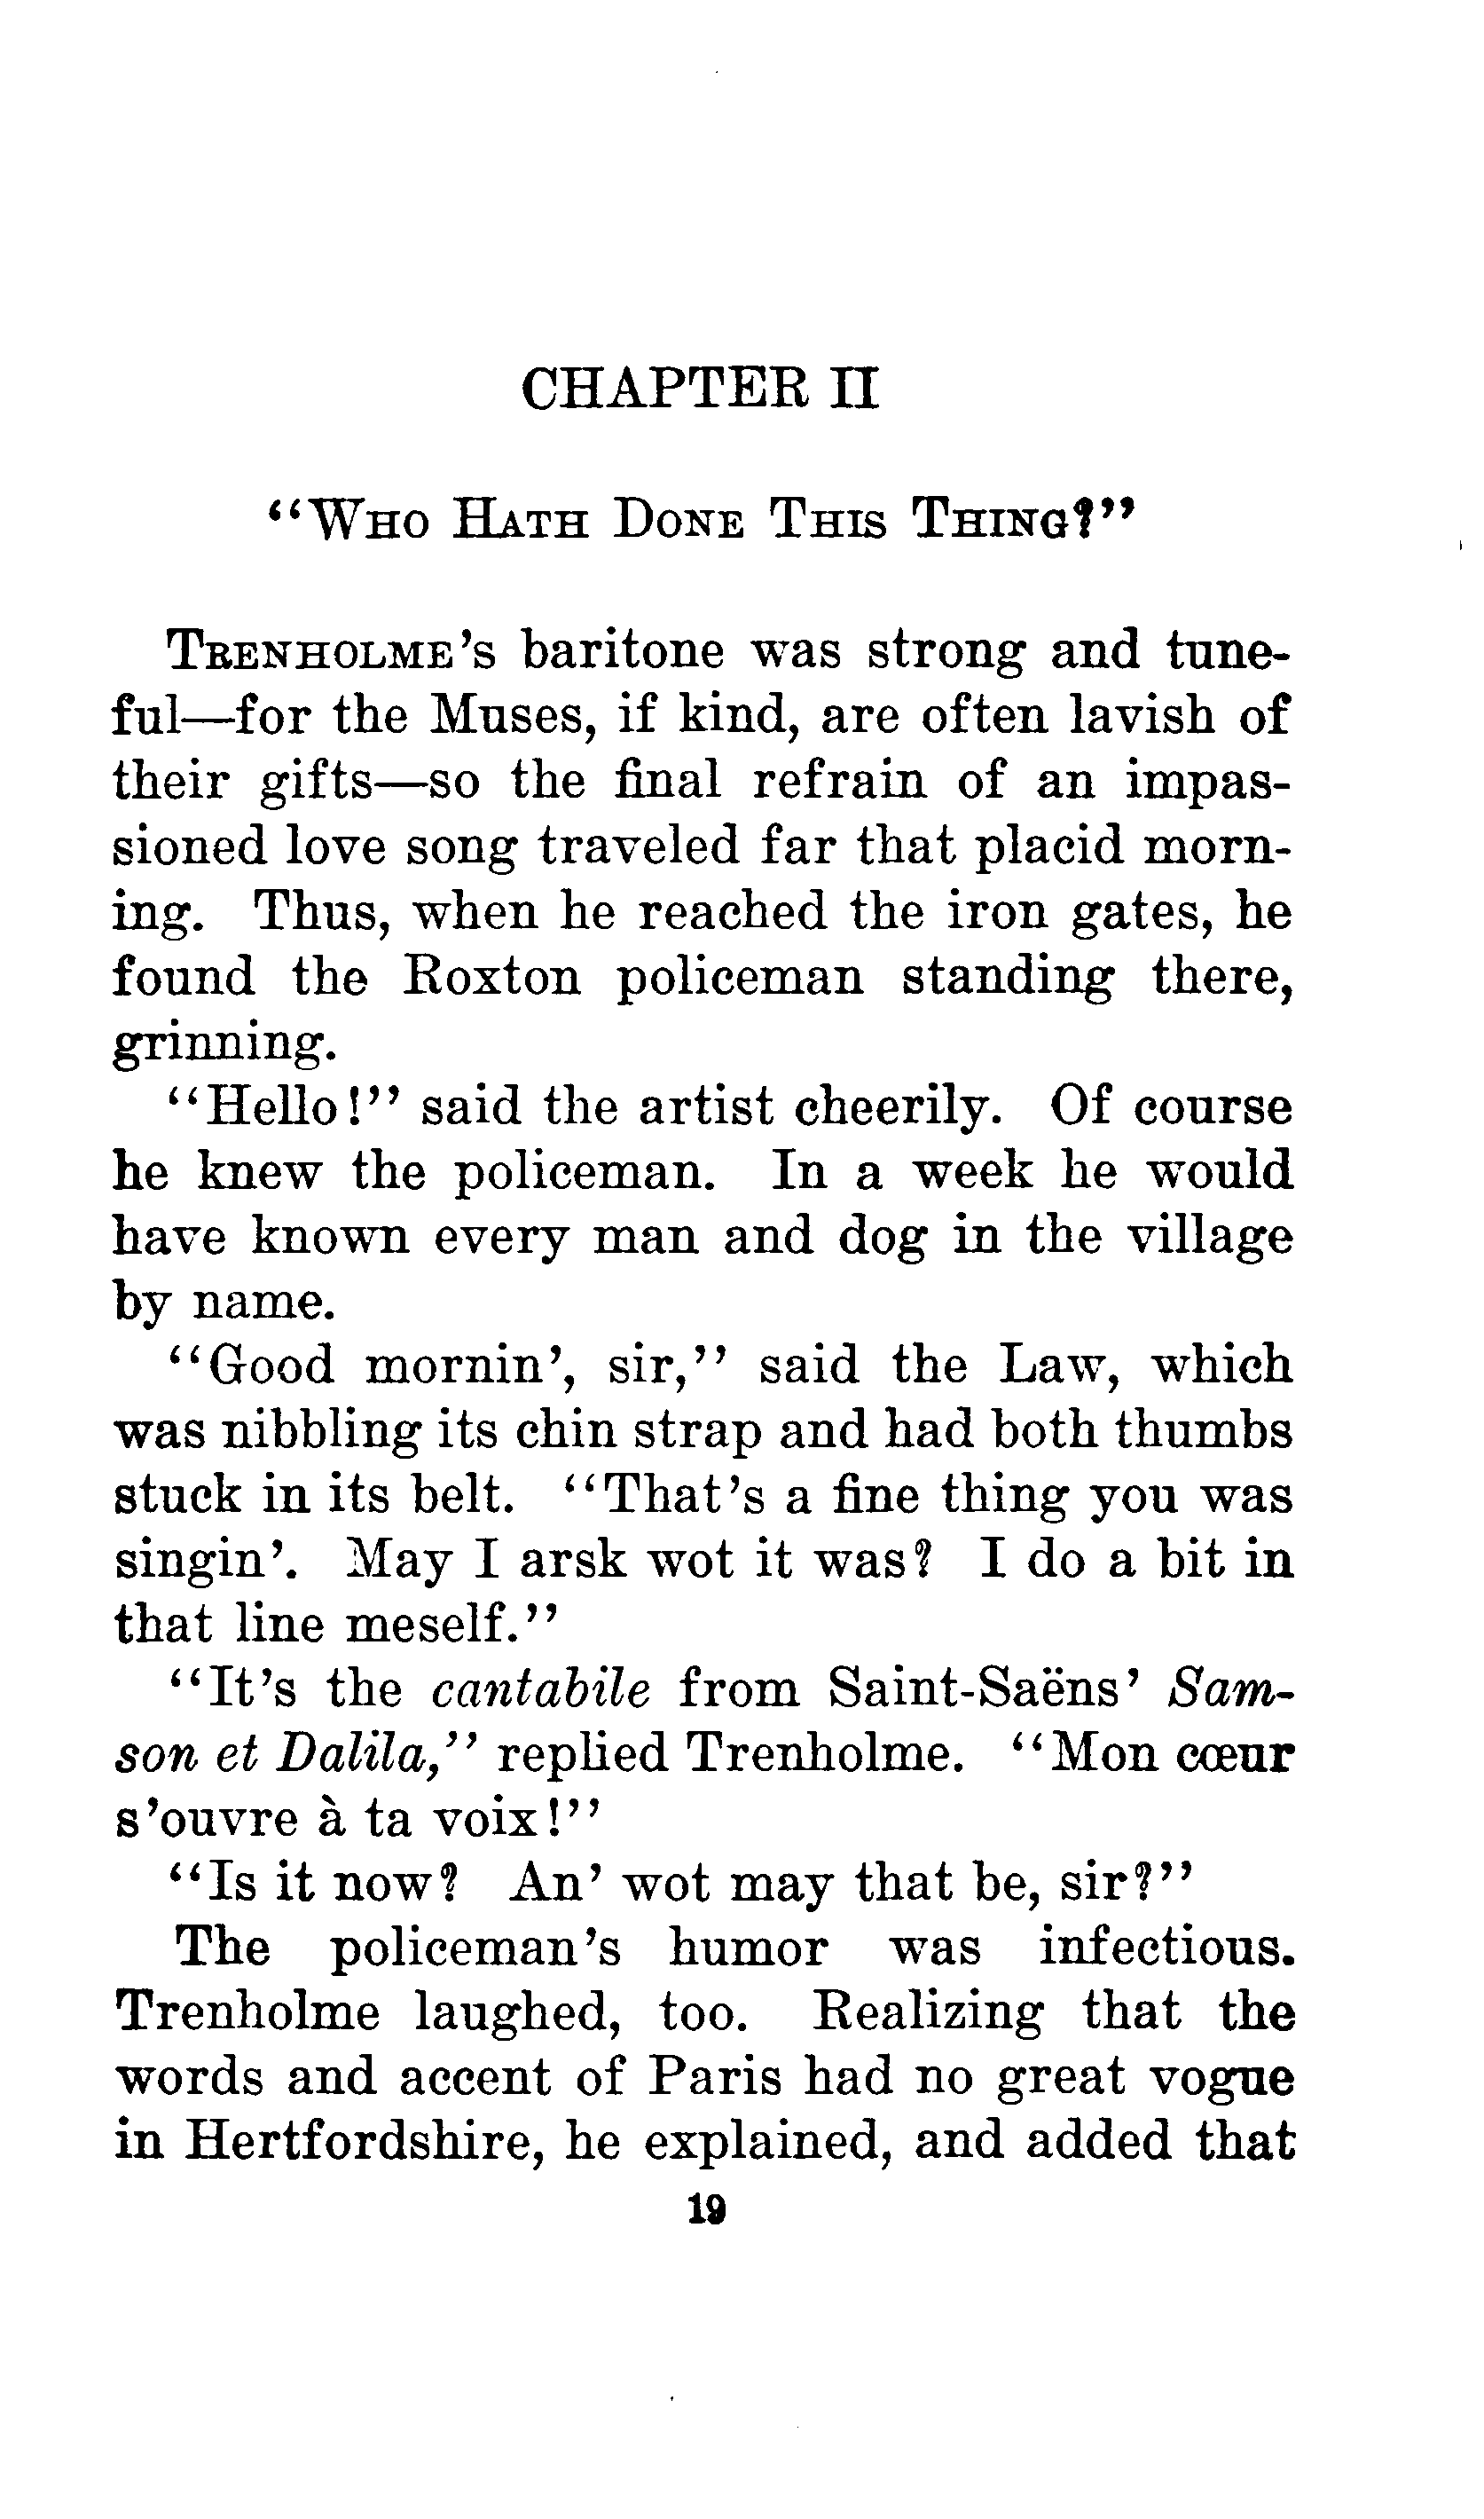 CHAPTER II
“Who Hath Done This Thing?”
Trenholme’s baritone was strong and tune-
ful—for the Muses, if kind, are often lavish of
their gifts—so the final refrain of an impas-
sioned love song traveled far that placid morn-
ing. Thus, when he reached the iron gates, he
found the Roxton policeman standing there,
grinning.
“Hello!” said the artist cheerily. Of course
he knew the policeman. In a week he would
have known every man and dog in the village
by name.
“Good mornin’, sir,” said the Law, which
was nibbling its chin strap and had both thumbs
stuck in its belt. “That’s a fine thing you was
singin’. May I arsk wot it was? I do a bit in
that line meself.”
“It’s the cantabile from Saint-Saëns’ Sam-
son et Dalila,” replied Trenholme. “Mon cœur
s’ouvre à ta voix!”
“Is it now? An’ wot may that be, sir?”
The policeman’s humor was infectious.
Trenholme laughed, too. Realizing that the
words and accent of Paris had no great vogue
in Hertfordshire, he explained, and added that
19